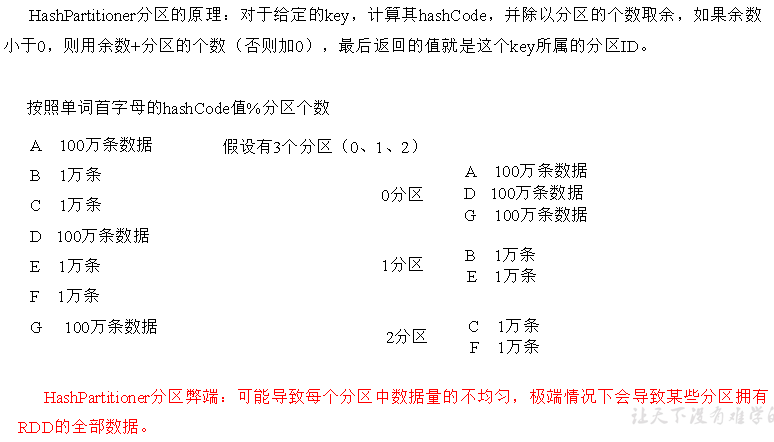 HashPartitioner分区的原理：对于给定的key，计算其hashCode，并除以分区的个数取余，如果余数
小于0，则用余数+分区的个数（否则加0），最后返回的值就是这个key所属的分区ID。
按照单词首字母的hashCode值%分区个数
A 100万条数据
B 1万条
C 1万条
D 100万条数据
E 1万条
F 1万条
G 100万条数据
假设有3个分区（0、1、2）
0分区
A 100万条数据
D 100万条数据
G 100万条数据
1分区
B 1万条
E 1万条
2分区
C 1万条
F 1万条
HashPartitioner分区弊端：可能导致每个分区中数据量的不均匀，极端情况下会导致某些分区拥有
RDD的全部数据。
让天下没有难学的